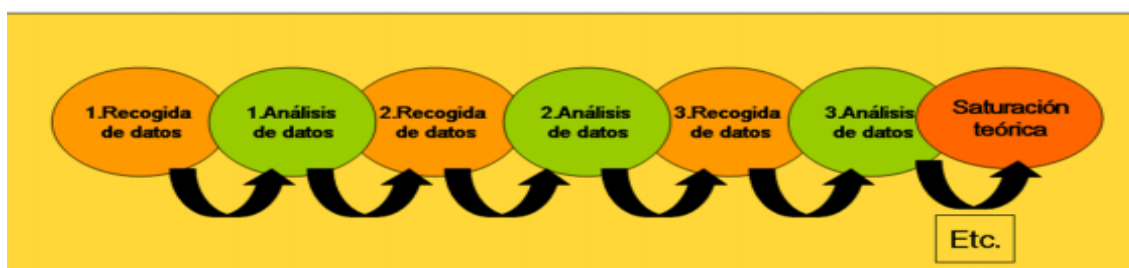 1.Recogida
de datos
1.Análisis
de datos
2.Recogida
de datos
2.Análisis
de datos
3.Recogida
de datos
3.Análisis
de datos
Saturación
teórica
Etc.